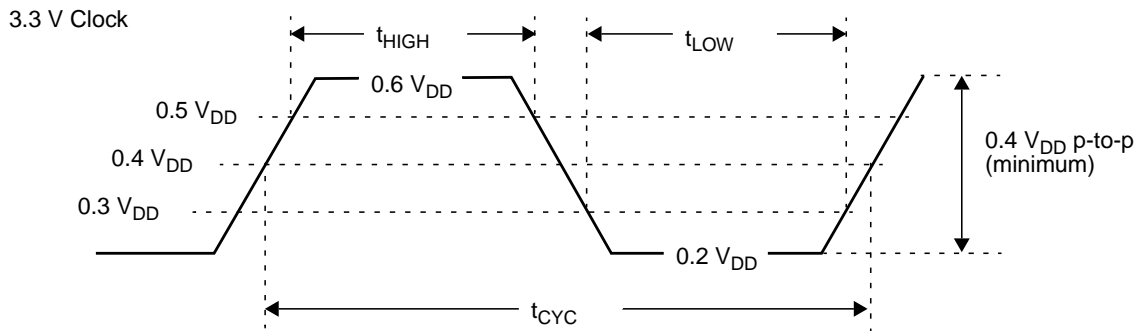 3.3 V Clock
tHIGH
tLOW
0.6 VDD
0.5 VDD
0.4 VDD
0.3 VDD
0.2 VDD
0.4 VDD p-to-p
(minimum)
tCYC